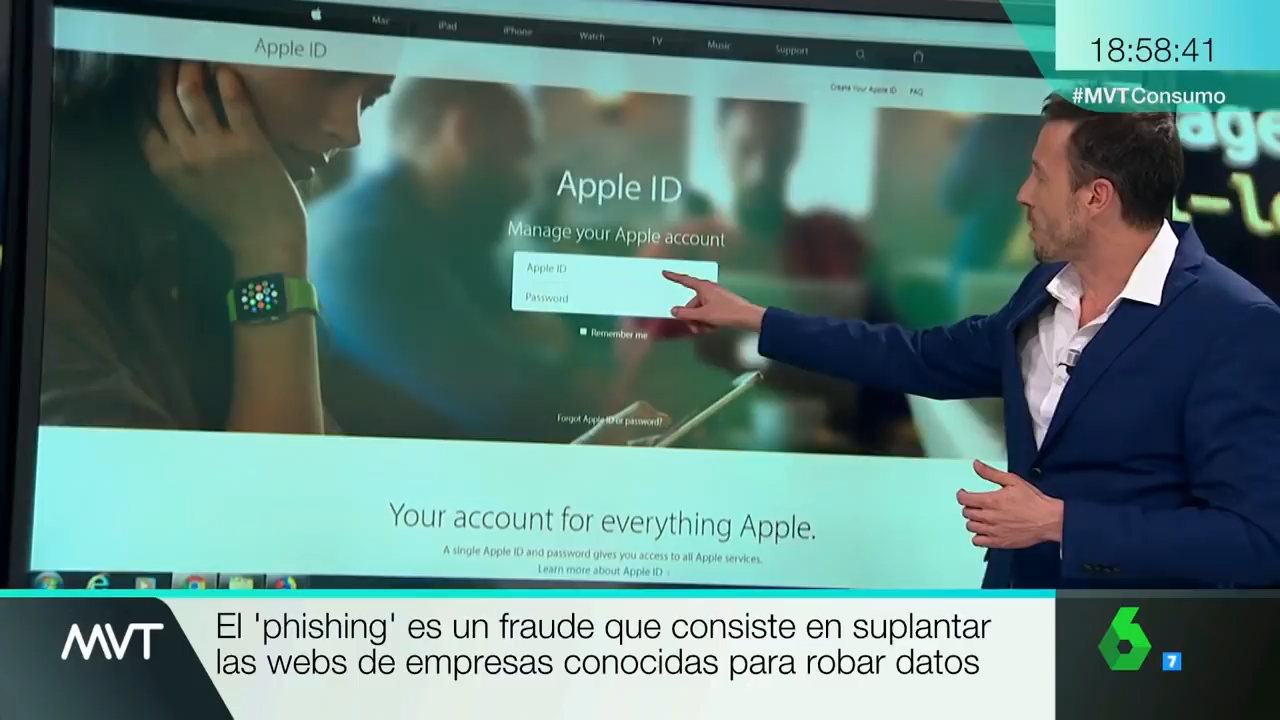 Mac iPad iPhone Watch TV Music Support
Apple ID
Create Your Apple ID FAQ
Apple ID
Manage your Apple account
Apple ID
Password
Remember me
Forgot Apple ID or password?
Your account for everything Apple.
A single Apple ID and password gives you access to all Apple services.
Learn more about Apple ID
18:58:41
#MVTConsumo
MVT
El 'phishing' es un fraude que consiste en suplantar
las webs de empresas conocidas para robar datos
6
7